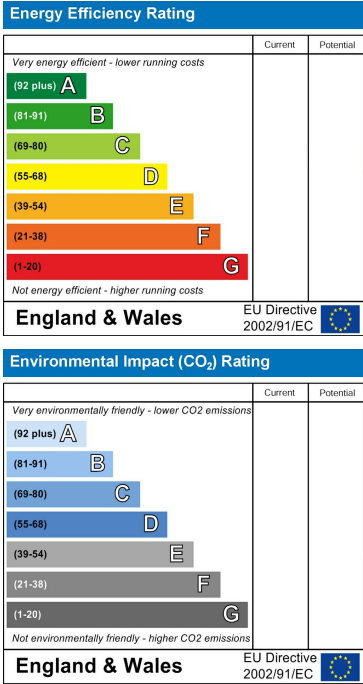 Energy Efficiency Rating
Current Potential
Very energy efficient - lower running costs
(92 plus) A
(81-91) B
(69-80) C
(55-68) D
(39-54) E
(21-38) F
(1-20) G
Not energy efficient - higher running costs
England & Wales
EU Directive
2002/91/EC
Environmental Impact (CO₂) Rating
Current Potential
Very environmentally friendly - lower CO2 emissions
(92 plus) A
(81-91) B
(69-80) C
(55-68) D
(39-54) E
(21-38) F
(1-20) G
Not environmentally friendly - higher CO2 emissions
England & Wales
EU Directive
2002/91/EC